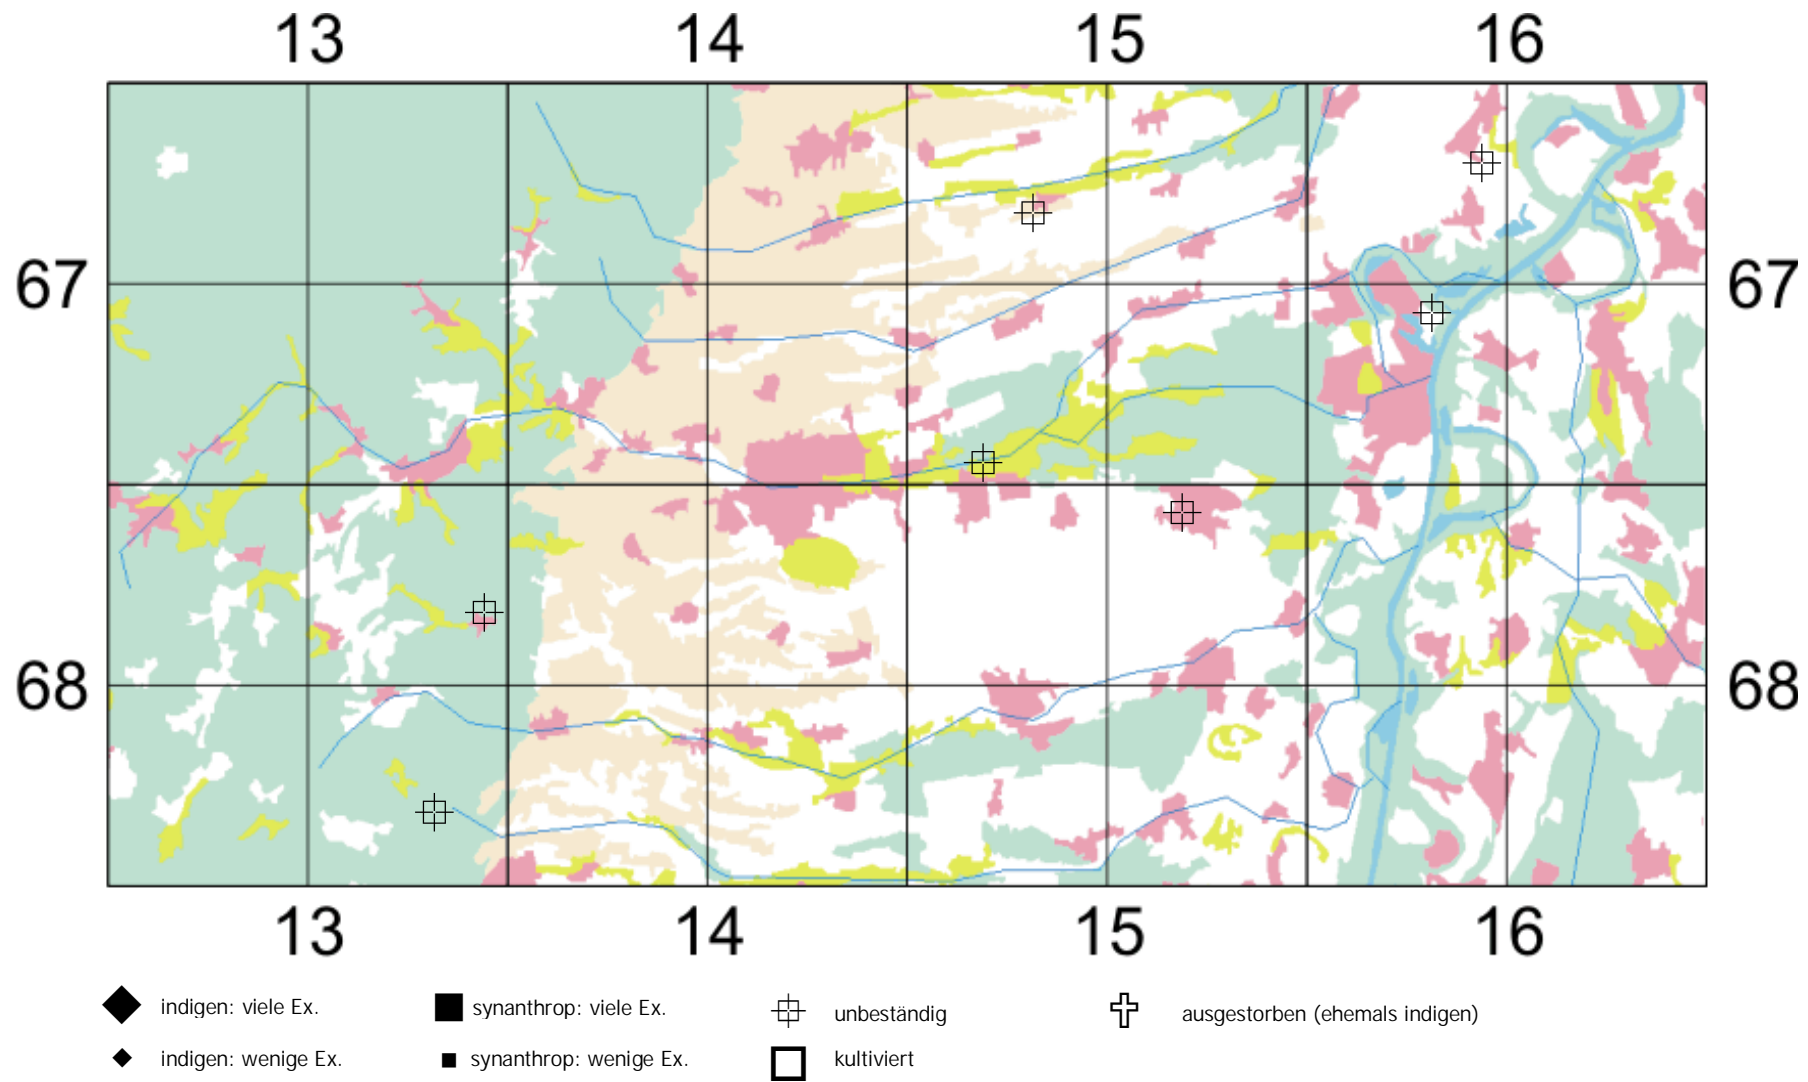 13 14 15 16
67 67
68 68
13 14 15 16
indigen: viele Ex. synanthrop: viele Ex. unbeständig ausgestorben (ehemals indigen)
indigen: wenige Ex. synanthrop: wenige Ex. kultiviert